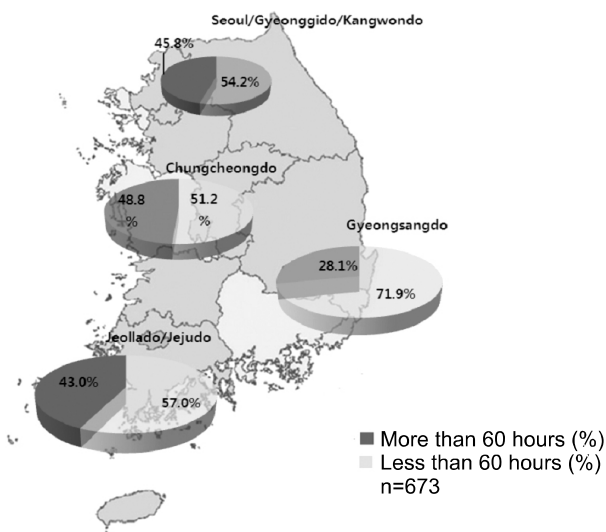 Seoul/Gyeonggido/Kangwondo
45.8%
54.2%
Chungcheongdo
48.8
%
51.2
%
Gyeongsangdo
28.1%
71.9%
Jeollado/Jejudo
43.0%
57.0%
More than 60 hours (%)
Less than 60 hours (%)
n=673